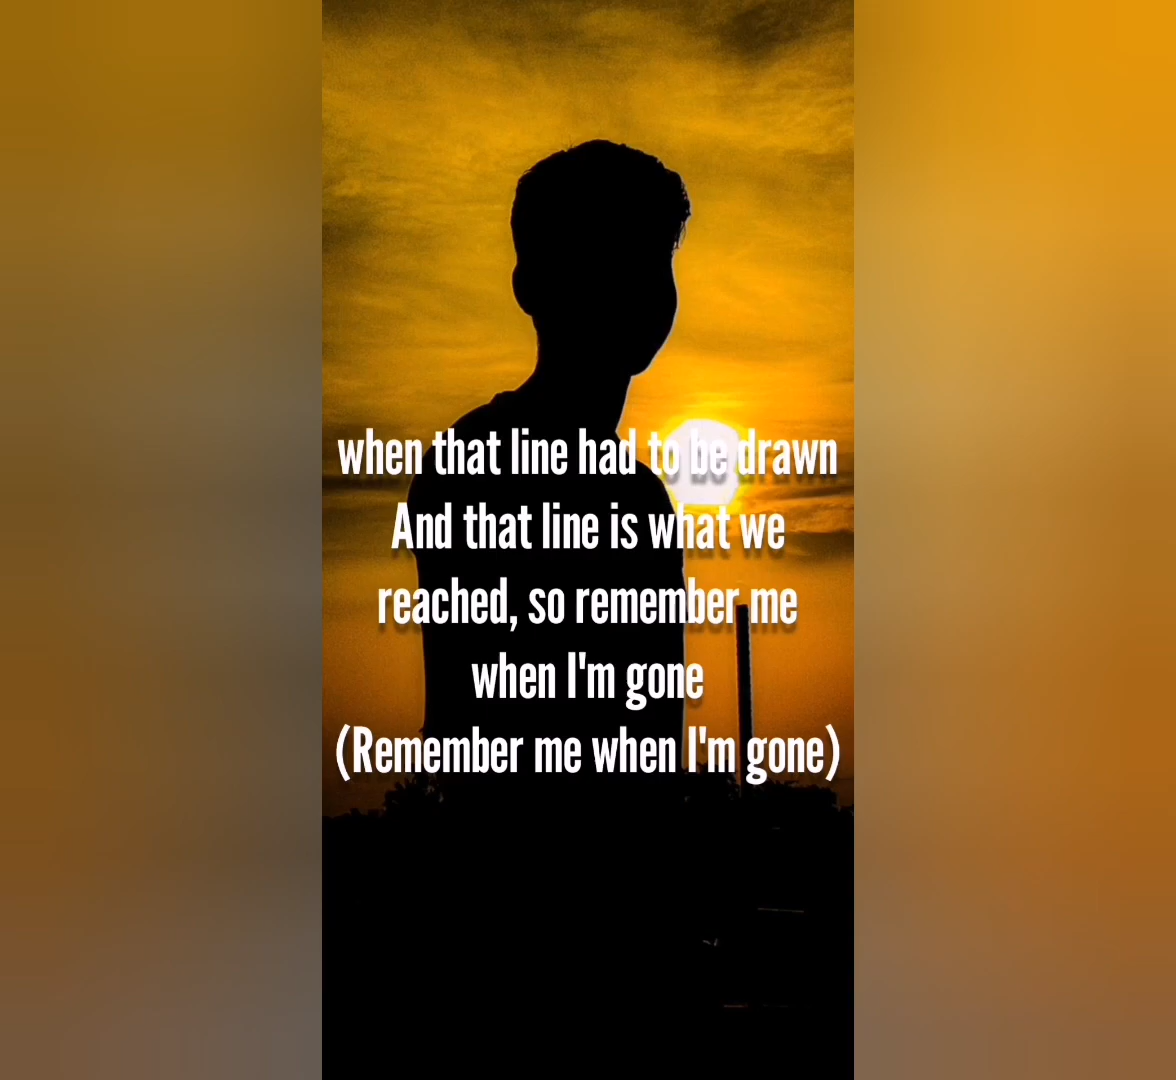 when that line had to be drawn
And that line is what we
reached, so remember me
when I'm gone
(Remember me when I'm gone)